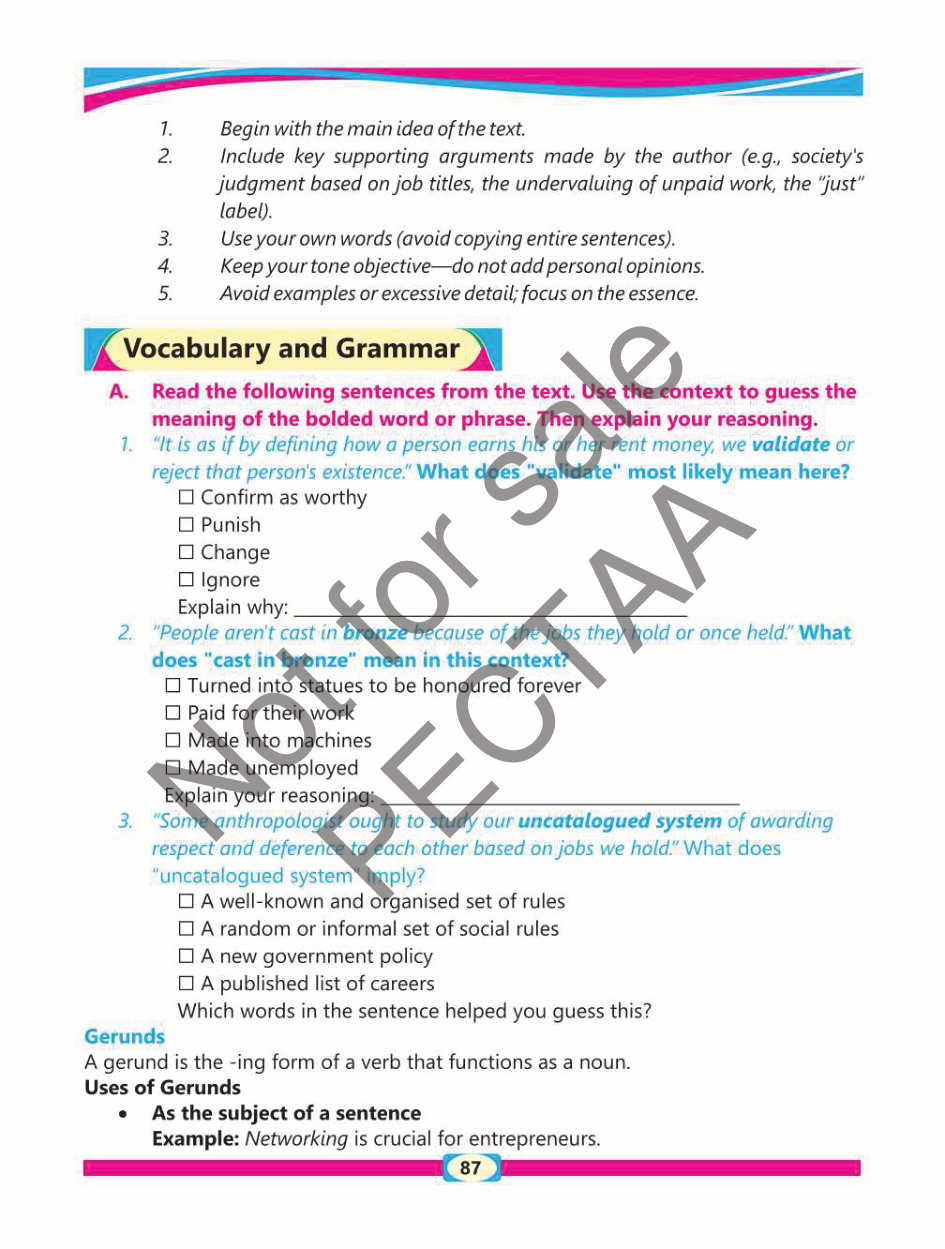 1. Begin with the main idea of the text.
2. Include key supporting arguments made by the author (e.g., society's
judgment based on job titles, the undervaluing of unpaid work, the “just”
label).
3. Use your own words (avoid copying entire sentences).
4. Keep your tone objective—do not add personal opinions.
5. Avoid examples or excessive detail; focus on the essence.
Vocabulary and Grammar
A. Read the following sentences from the text. Use the context to guess the
meaning of the bolded word or phrase. Then explain your reasoning.
1. “It is as if by defining how a person earns his or her rent money, we validate or
reject that person's existence.” What does "validate" most likely mean here?
☐ Confirm as worthy
☐ Punish
☐ Change
☐ Ignore
Explain why: ____________________________________
2. “People aren't cast in bronze because of the jobs they hold or once held.” What
does "cast in bronze" mean in this context?
☐ Turned into statues to be honoured forever
☐ Paid for their work
☐ Made into machines
☐ Made unemployed
Explain your reasoning: _________________________________
3. “Some anthropologist ought to study our uncatalogued system of awarding
respect and deference to each other based on jobs we hold.” What does
“uncatalogued system” imply?
☐ A well-known and organised set of rules
☐ A random or informal set of social rules
☐ A new government policy
☐ A published list of careers
Which words in the sentence helped you guess this?
Gerunds
A gerund is the -ing form of a verb that functions as a noun.
Uses of Gerunds
• As the subject of a sentence
Example: Networking is crucial for entrepreneurs.
87
Not for sale
PECTAA